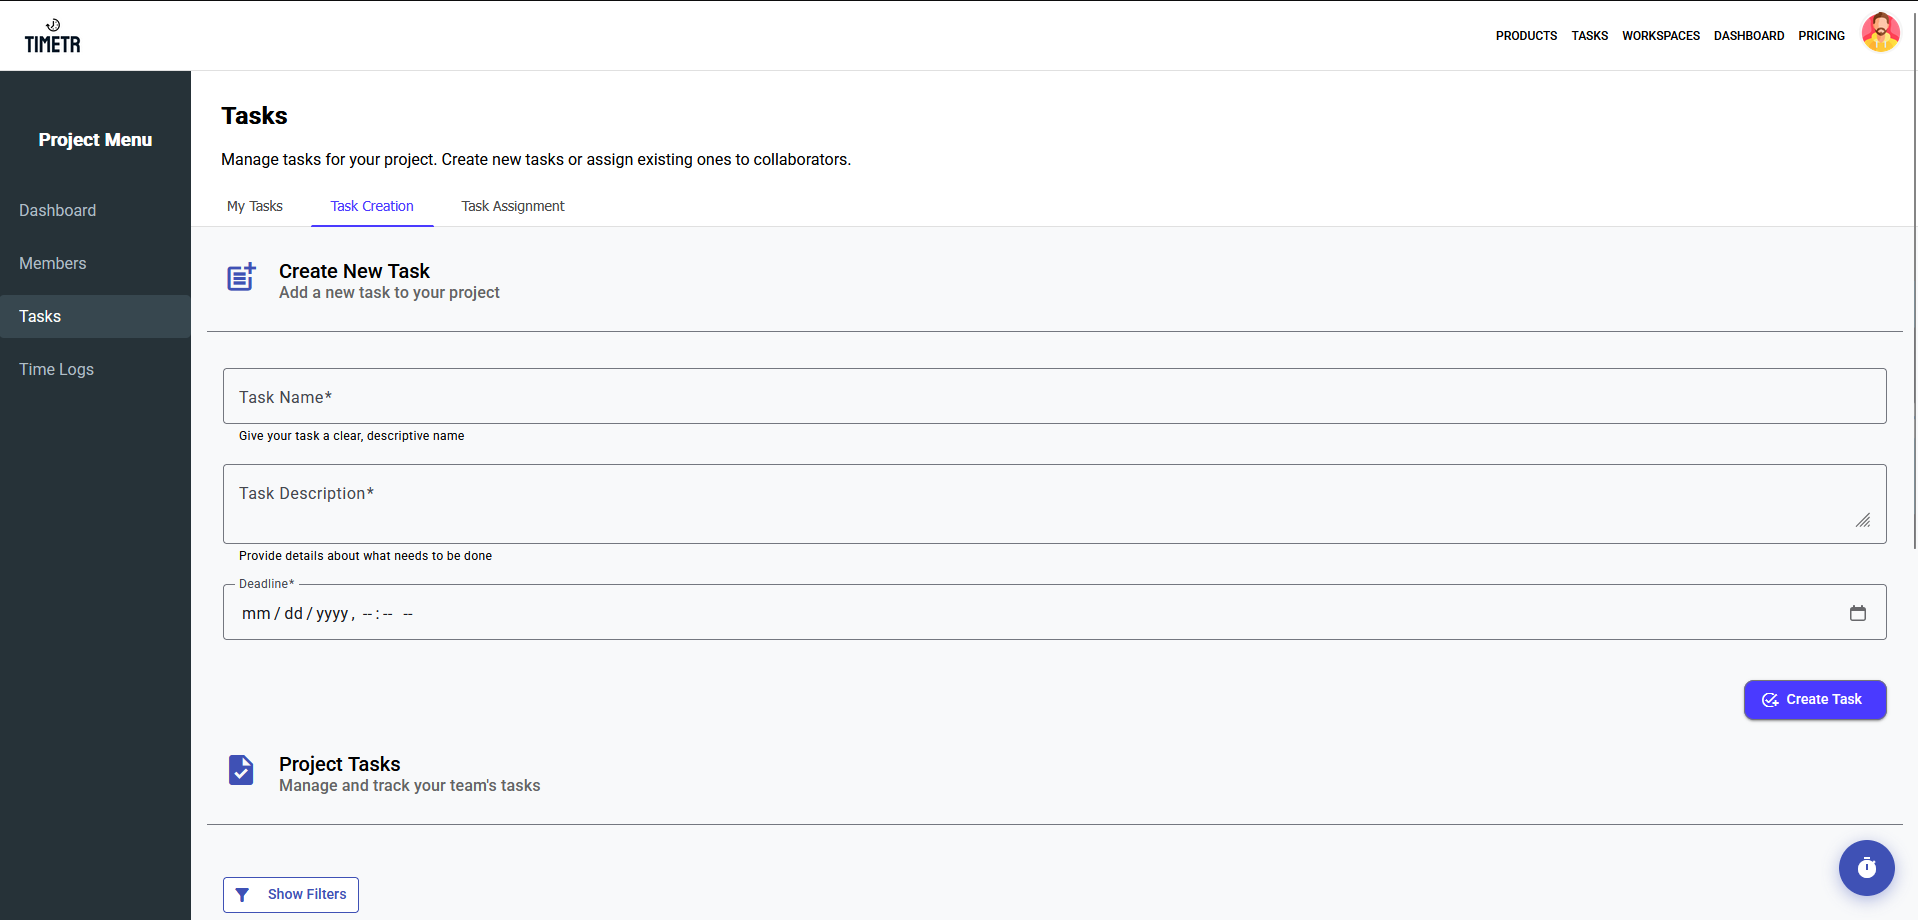 TIMETR
PRODUCTS TASKS WORKSPACES DASHBOARD PRICING
Project Menu
Dashboard
Members
Tasks
Time Logs
Tasks
Manage tasks for your project. Create new tasks or assign existing ones to collaborators.
My Tasks Task Creation Task Assignment
Create New Task
Add a new task to your project
Task Name*
Give your task a clear, descriptive name
Task Description*
Provide details about what needs to be done
Deadline*
mm/dd/yyyy, --:-- --
Create Task
Project Tasks
Manage and track your team's tasks
Show Filters